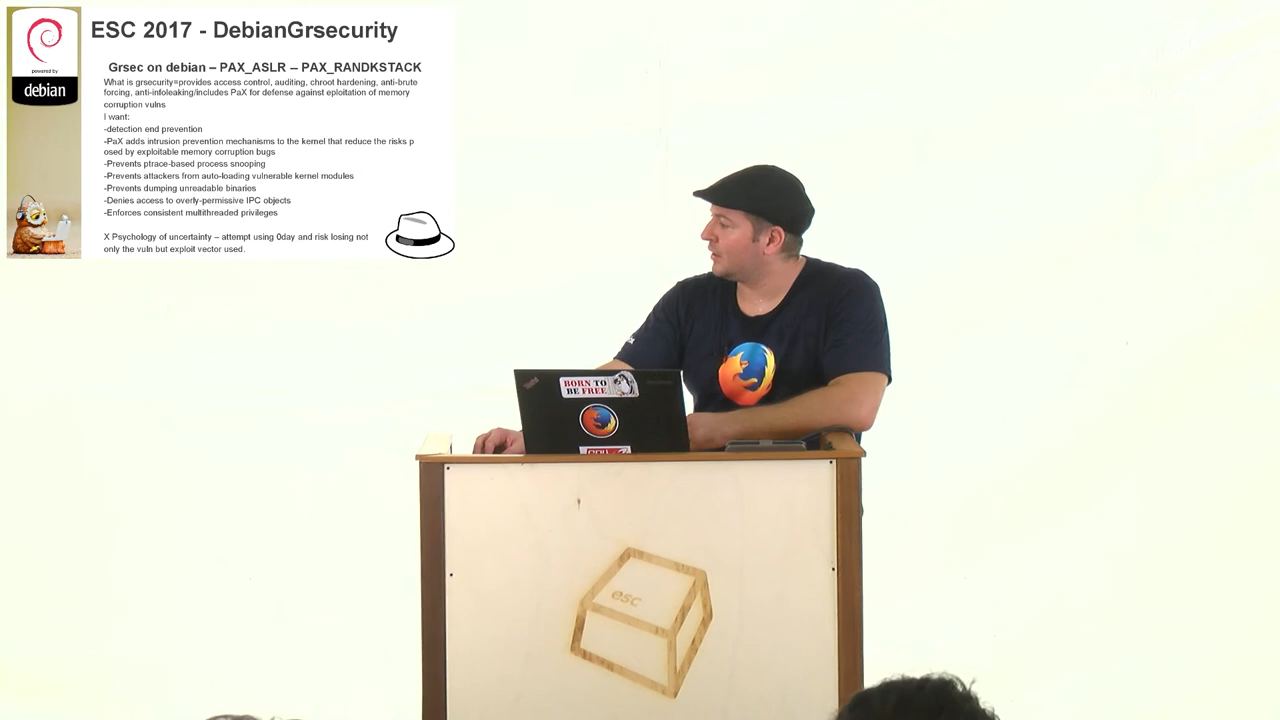 ESC 2017 - DebianGrsecurity
Grsec on debian – PAX_ASLR -- PAX_RANDKSTACK
What is grsecurity=provides access control, auditing, chroot hardening, anti-brute
forcing, anti-infoleaking/includes PaX for defense against eploitation of memory
corruption vulns
I want:
-detection end prevention
-PaX adds intrusion prevention mechanisms to the kernel that reduce the risks p
osed by exploitable memory corruption bugs
-Prevents ptrace-based process snooping
-Prevents attackers from auto-loading vulnerable kernel modules
-Prevents dumping unreadable binaries
-Denies access to overly-permissive IPC objects
-Enforces consistent multithreaded privileges
X Psychology of uncertainty – attempt using 0day and risk losing not
only the vuln but exploit vector used.
powered by
debian
BORN TO
BE FREE
esc